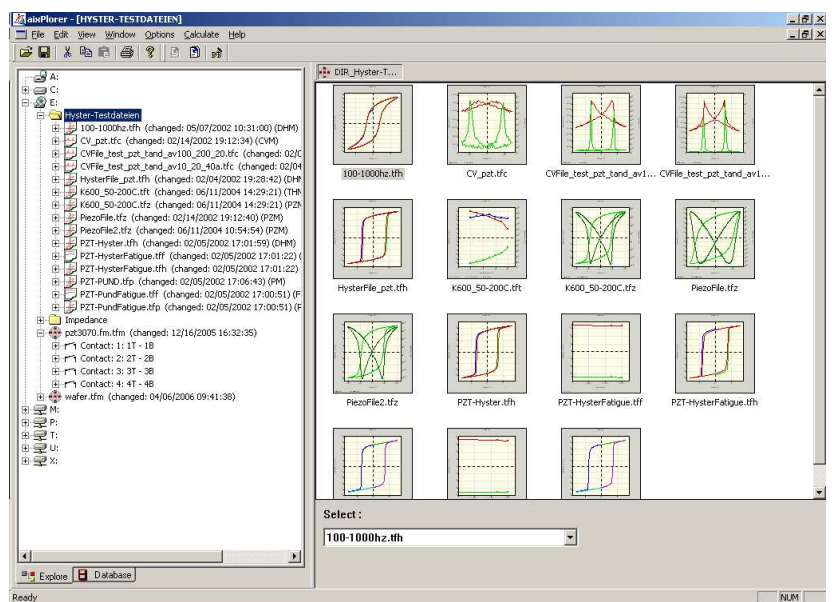 aixPlorer - [HYSTER-TESTDATEIEN]
File Edit View Window Options Calculate Help
A:
C:
E:
Hyster-Testdateien
100-1000hz.tfh (changed: 05/07/2002 10:31:00) (DHM)
CV_pzt.tfc (changed: 02/14/2002 19:12:34) (CVM)
CVFile_test_pzt_tand_av100_200_20.tfc (changed: 02/0
CVFile_test_pzt_tand_av10_20_40a.tfc (changed: 02/04
HysterFile_pzt.tfh (changed: 02/04/2002 19:28:42) (DHM
K600_50-200C.tft (changed: 06/11/2004 14:29:21) (THM
K600_50-200C.tfz (changed: 06/11/2004 14:29:21) (PZM
PiezoFile.tfz (changed: 02/14/2002 19:12:40) (PZM)
PiezoFile2.tfz (changed: 06/11/2004 10:54:54) (PZM)
PZT-Hyster.tfh (changed: 02/05/2002 17:01:59) (DHM)
PZT-HysterFatigue.tff (changed: 02/05/2002 17:01:22) (
PZT-HysterFatigue.tfh (changed: 02/05/2002 17:01:22)
PZT-PUND.tfp (changed: 02/05/2002 17:06:43) (PM)
PZT-PundFatigue.tff (changed: 02/05/2002 17:00:51) (F
PZT-PundFatigue.tfp (changed: 02/05/2002 17:00:51) (F
Impedance
pzt3070.fm.tfm (changed: 12/16/2005 16:32:35)
Contact: 1: 1T - 1B
Contact: 2: 2T - 2B
Contact: 3: 3T - 3B
Contact: 4: 4T - 4B
wafer.tfm (changed: 04/06/2006 09:41:38)
M:
P:
T:
U:
X:
Explore Database
Ready
DIR_Hyster-T...
100-1000hz.tfh CV_pzt.tfc CVFile_test_pzt_tand_av1... CVFile_test_pzt_tand_av1...
HysterFile_pzt.tfh K600_50-200C.tft K600_50-200C.tfz PiezoFile.tfz
PiezoFile2.tfz PZT-Hyster.tfh PZT-HysterFatigue.tff PZT-HysterFatigue.tfh
Select :
100-1000hz.tfh
NUM